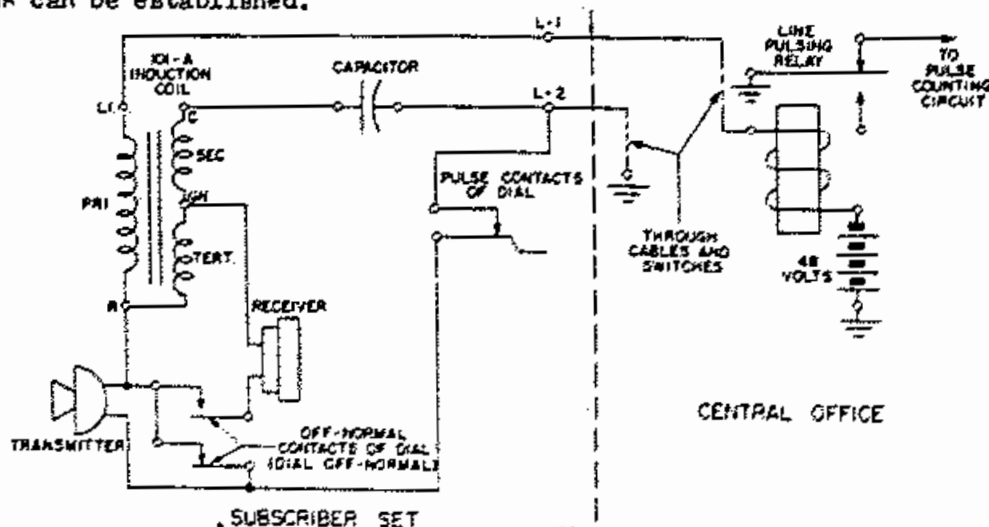 can be established.
L-1
101-A
INDUCTION
COIL
CAPACITOR
L-2
LINE
PULSING
RELAY
TO
PULSE
COUNTING
CIRCUIT
C
SEC
PRI
TERT.
R
RECEIVER
PULSE CONTACTS
OF DIAL
THROUGH
CABLES AND
SWITCHES
48
VOLTS
TRANSMITTER
OFF-NORMAL
CONTACTS OF DIAL
(DIAL OFF-NORMAL)
CENTRAL OFFICE
SUBSCRIBER SET